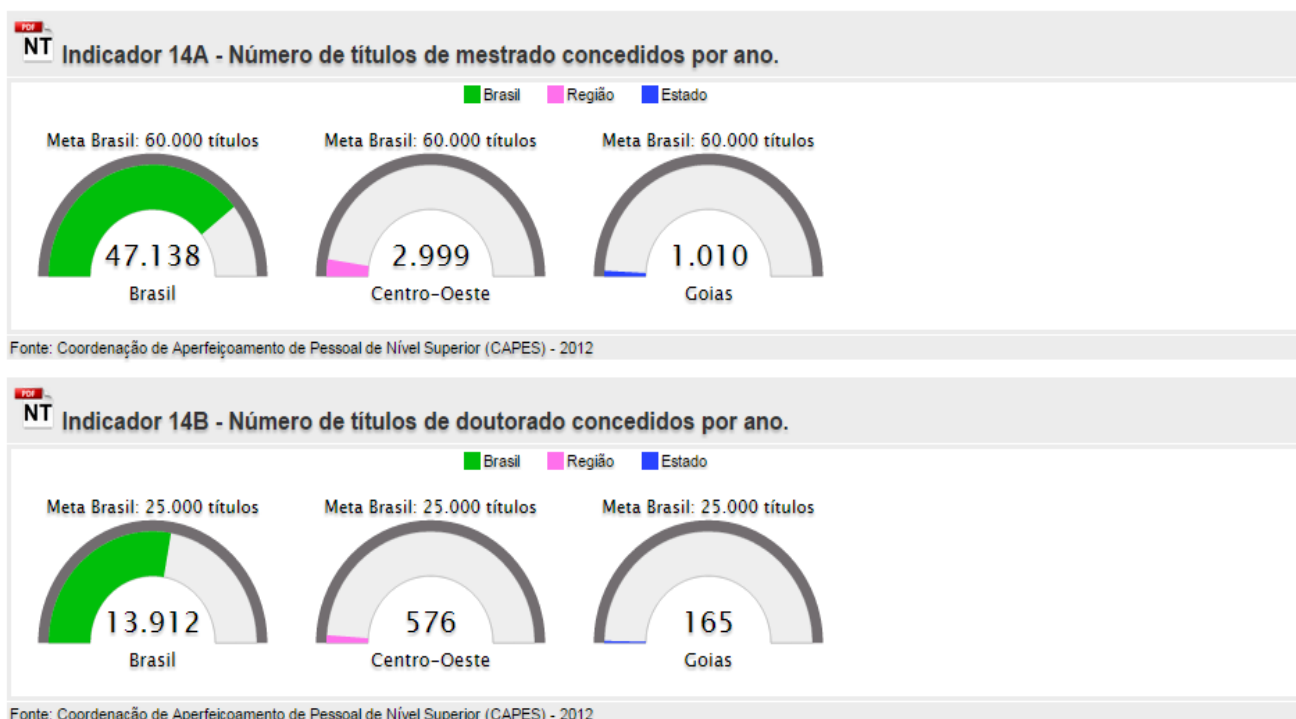 PDF
NT Indicador 14A - Número de títulos de mestrado concedidos por ano.
Brasil Região Estado
Meta Brasil: 60.000 títulos Meta Brasil: 60.000 títulos Meta Brasil: 60.000 títulos
47.138 2.999 1.010
Brasil Centro-Oeste Goias
Fonte: Coordenação de Aperfeiçoamento de Pessoal de Nível Superior (CAPES) - 2012
PDF
NT Indicador 14B - Número de títulos de doutorado concedidos por ano.
Brasil Região Estado
Meta Brasil: 25.000 títulos Meta Brasil: 25.000 títulos Meta Brasil: 25.000 títulos
13.912 576 165
Brasil Centro-Oeste Goias
Fonte: Coordenação de Aperfeiçoamento de Pessoal de Nível Superior (CAPES) - 2012